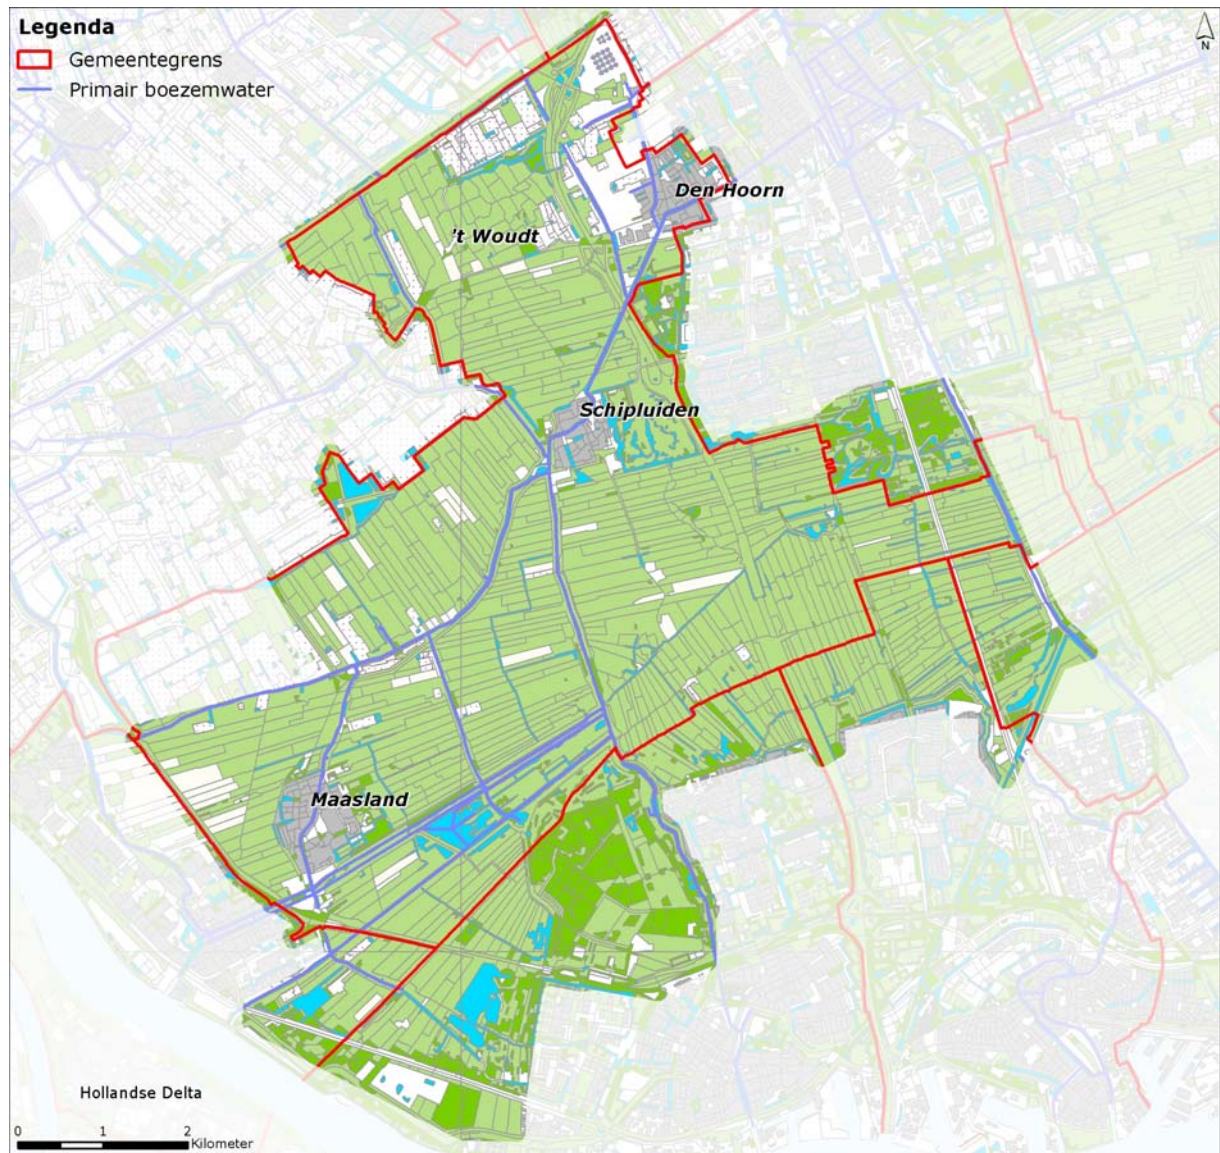 Legenda
Gemeentegrens
Primair boezemwater
N
Den Hoorn
't Woudt
Schipluiden
Maasland
Hollandse Delta
0 1 2
Kilometer